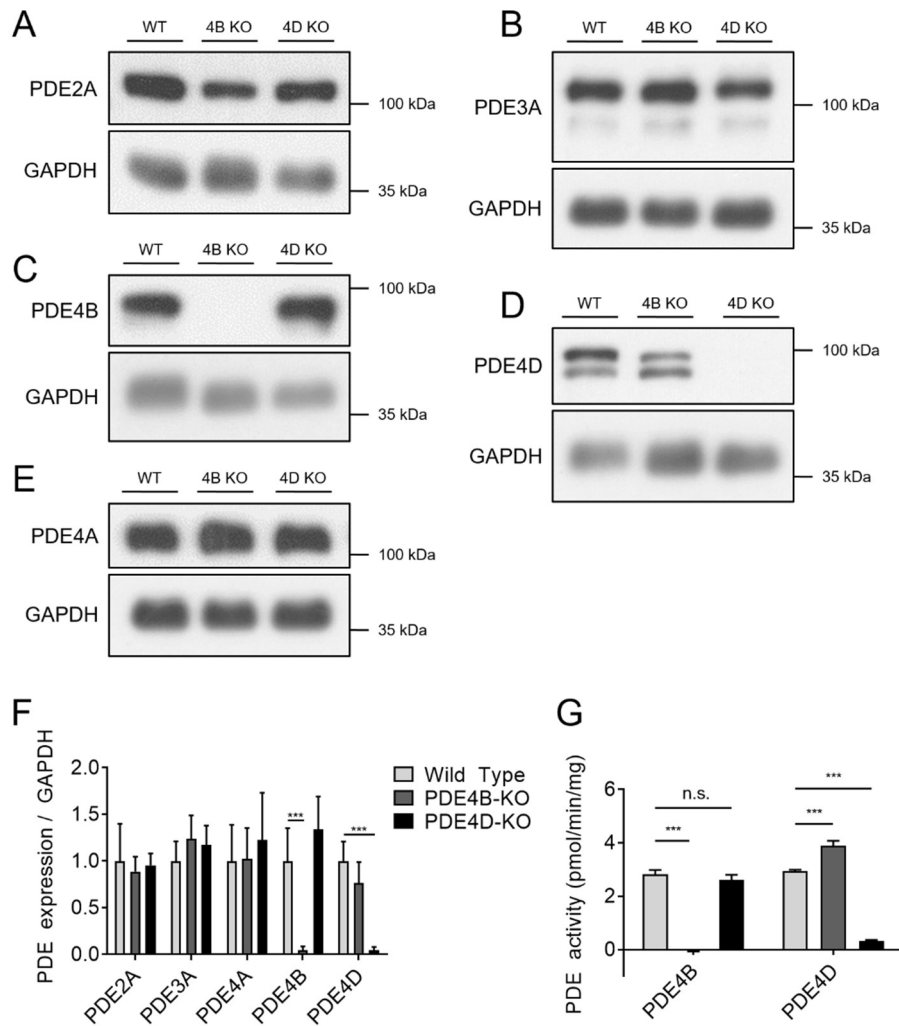 A
WT 4B KO 4D KO
PDE2A
100 kDa
GAPDH
35 kDa
B
WT 4B KO 4D KO
PDE3A
100 kDa
GAPDH
35 kDa
C
WT 4B KO 4D KO
PDE4B
100 kDa
GAPDH
35 kDa
D
WT 4B KO 4D KO
PDE4D
100 kDa
GAPDH
35 kDa
E
WT 4B KO 4D KO
PDE4A
100 kDa
GAPDH
35 kDa
F
PDE expression / GAPDH
2.0
1.5
1.0
0.5
0.0
*** ***
PDE2A PDE3A PDE4A PDE4B PDE4D
Wild Type
PDE4B-KO
PDE4D-KO
G
PDE activity (pmol/min/mg)
6
4
2
0
n.s.
***
***
***
PDE4B PDE4D